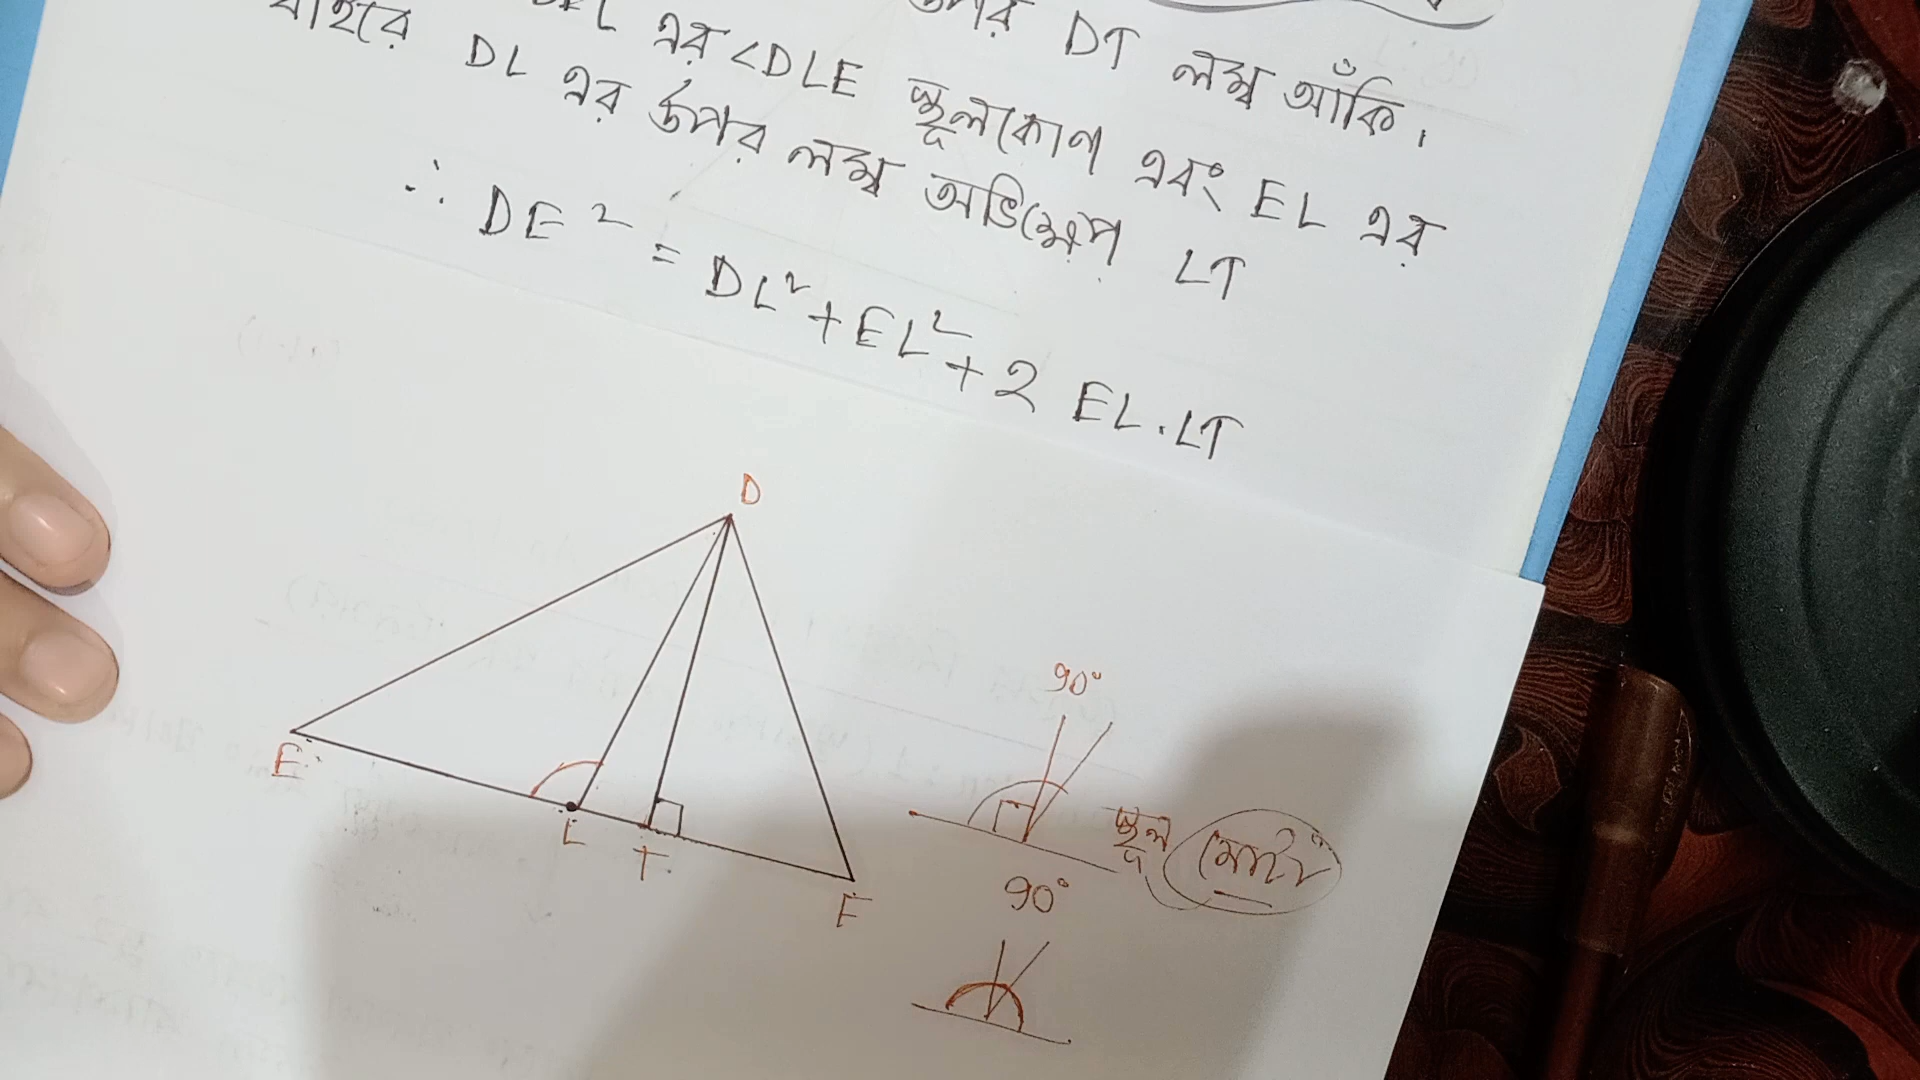 উপর DT লম্ব আঁকি।
এর <DLE স্থূলকোণ এবং EL এর
বাইরে DL এর উপর লম্ব অভিক্ষেপ LT
∴ DE² = DL² + EL² + 2 EL . LT
D
E
L
T
F
90°
স্থূল
90°